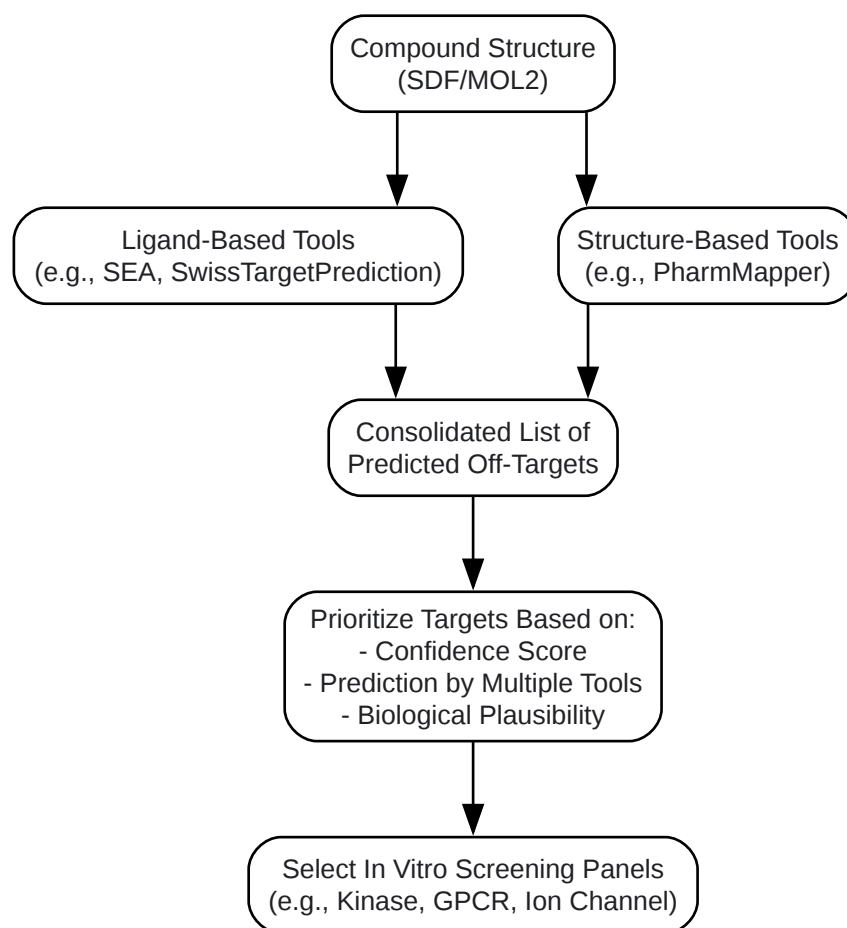 Compound Structure
(SDF/MOL2)
Ligand-Based Tools
(e.g., SEA, SwissTargetPrediction)
Structure-Based Tools
(e.g., PharmMapper)
Consolidated List of
Predicted Off-Targets
Prioritize Targets Based on:
- Confidence Score
- Prediction by Multiple Tools
- Biological Plausibility
Select In Vitro Screening Panels
(e.g., Kinase, GPCR, Ion Channel)